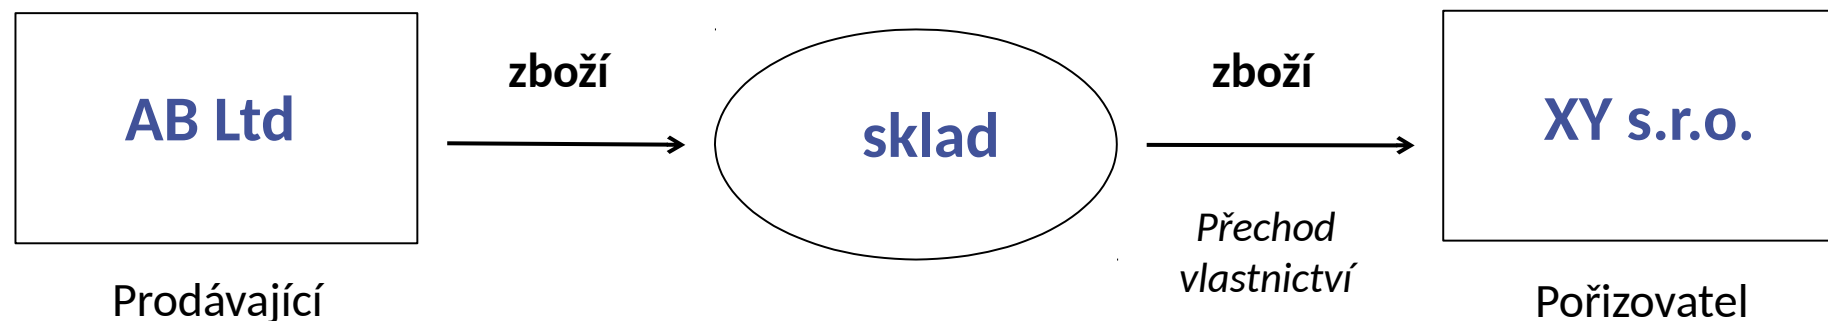 AB Ltd
zboží
sklad
zboží
XY s.r.o.
Přechod
vlastnictví
Prodávající
Pořizovatel